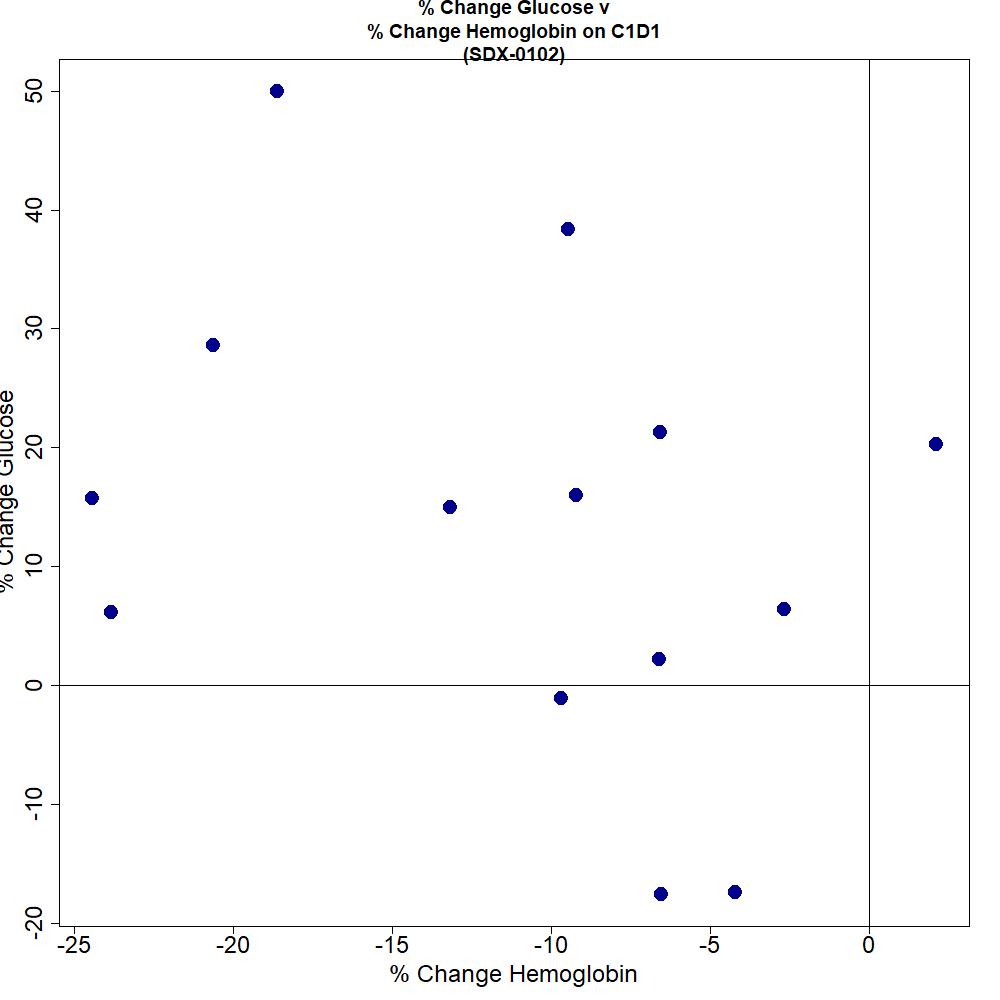 % Change Glucose v
% Change Hemoglobin on C1D1
(SDX-0102)
% Change Glucose
50
40
30
20
10
0
-10
-20
-25
-20
-15
-10
-5
0
% Change Hemoglobin